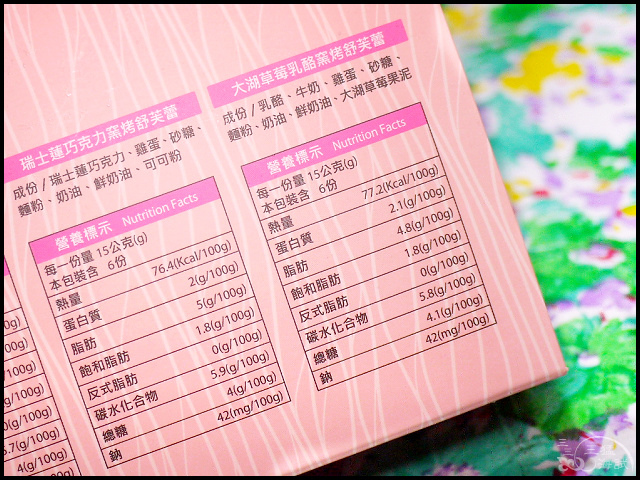 瑞士蓮巧克力窯烤舒芙蕾
成份 / 瑞士蓮巧克力、雞蛋、砂糖、
麵粉、奶油、鮮奶油、可可粉
營養標示 Nutrition Facts
每一份量 15公克(g)
本包裝含 6份
熱量 76.4(Kcal/100g)
蛋白質 2(g/100g)
脂肪 5(g/100g)
飽和脂肪 1.8(g/100g)
反式脂肪 0(g/100g)
碳水化合物 5.9(g/100g)
總糖 4(g/100g)
鈉 42(mg/100g)
大湖草莓乳酪窯烤舒芙蕾
成份 / 乳酪、牛奶、雞蛋、砂糖、
麵粉、奶油、鮮奶油、大湖草莓果泥
營養標示 Nutrition Facts
每一份量 15公克(g)
本包裝含 6份
熱量 77.2(Kcal/100g)
蛋白質 2.1(g/100g)
脂肪 4.8(g/100g)
飽和脂肪 1.8(g/100g)
反式脂肪 0(g/100g)
碳水化合物 5.8(g/100g)
總糖 4.1(g/100g)
鈉 42(mg/100g)